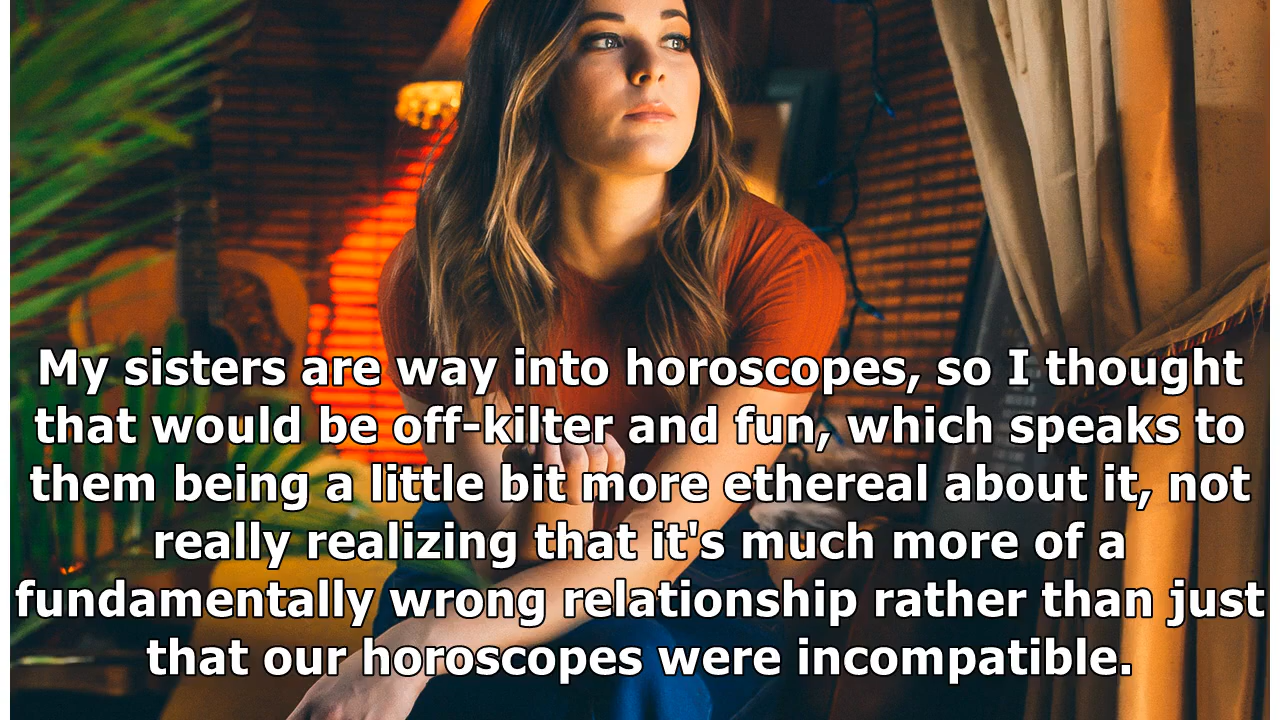 My sisters are way into horoscopes, so I thought
that would be off-kilter and fun, which speaks to
them being a little bit more ethereal about it, not
really realizing that it's much more of a
fundamentally wrong relationship rather than just
that our horoscopes were incompatible.